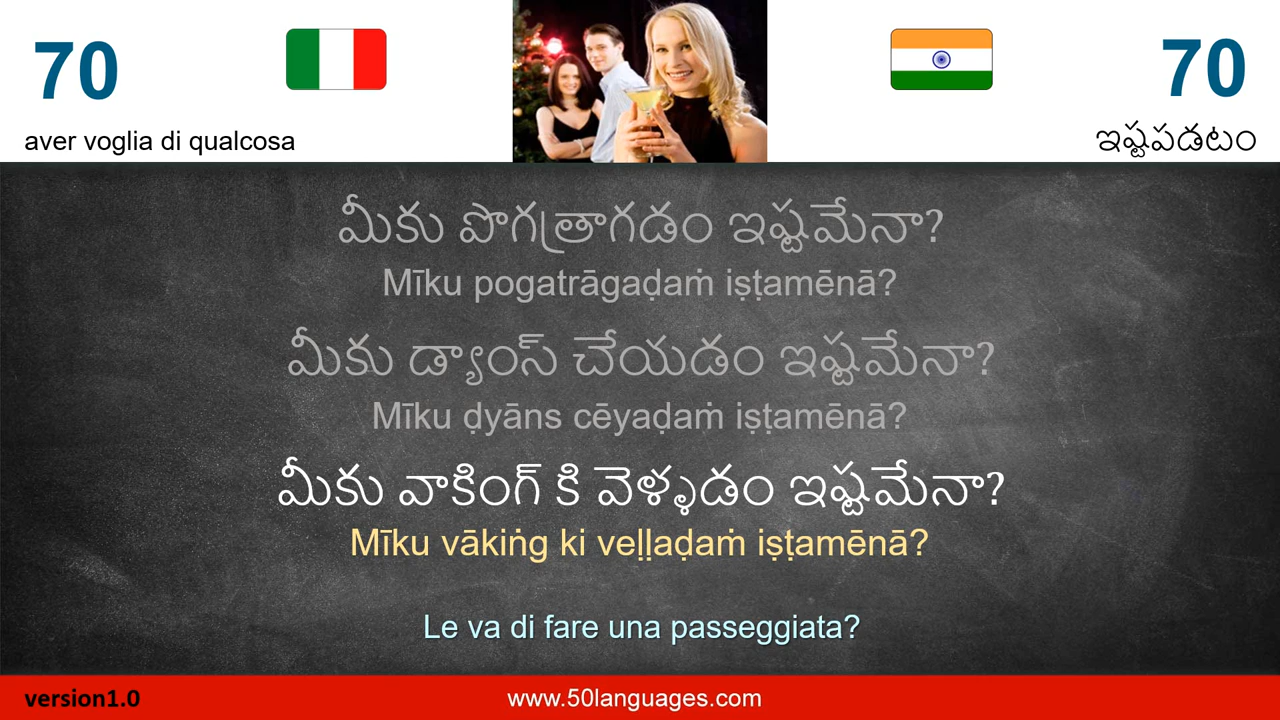 70
70
aver voglia di qualcosa
ఇష్టపడటం
మీకు పొగత్రాగడం ఇష్టమేనా?
Mīku pogatrāgaḍaṁ iṣṭamēnā?
మీకు డ్యాంస్ చేయడం ఇష్టమేనా?
Mīku ḍyāns cēyaḍaṁ iṣṭamēnā?
మీకు వాకింగ్ కి వెళ్ళడం ఇష్టమేనా?
Mīku vākiṅg ki veḷḷaḍaṁ iṣṭamēnā?
Le va di fare una passeggiata?
version1.0
www.50languages.com